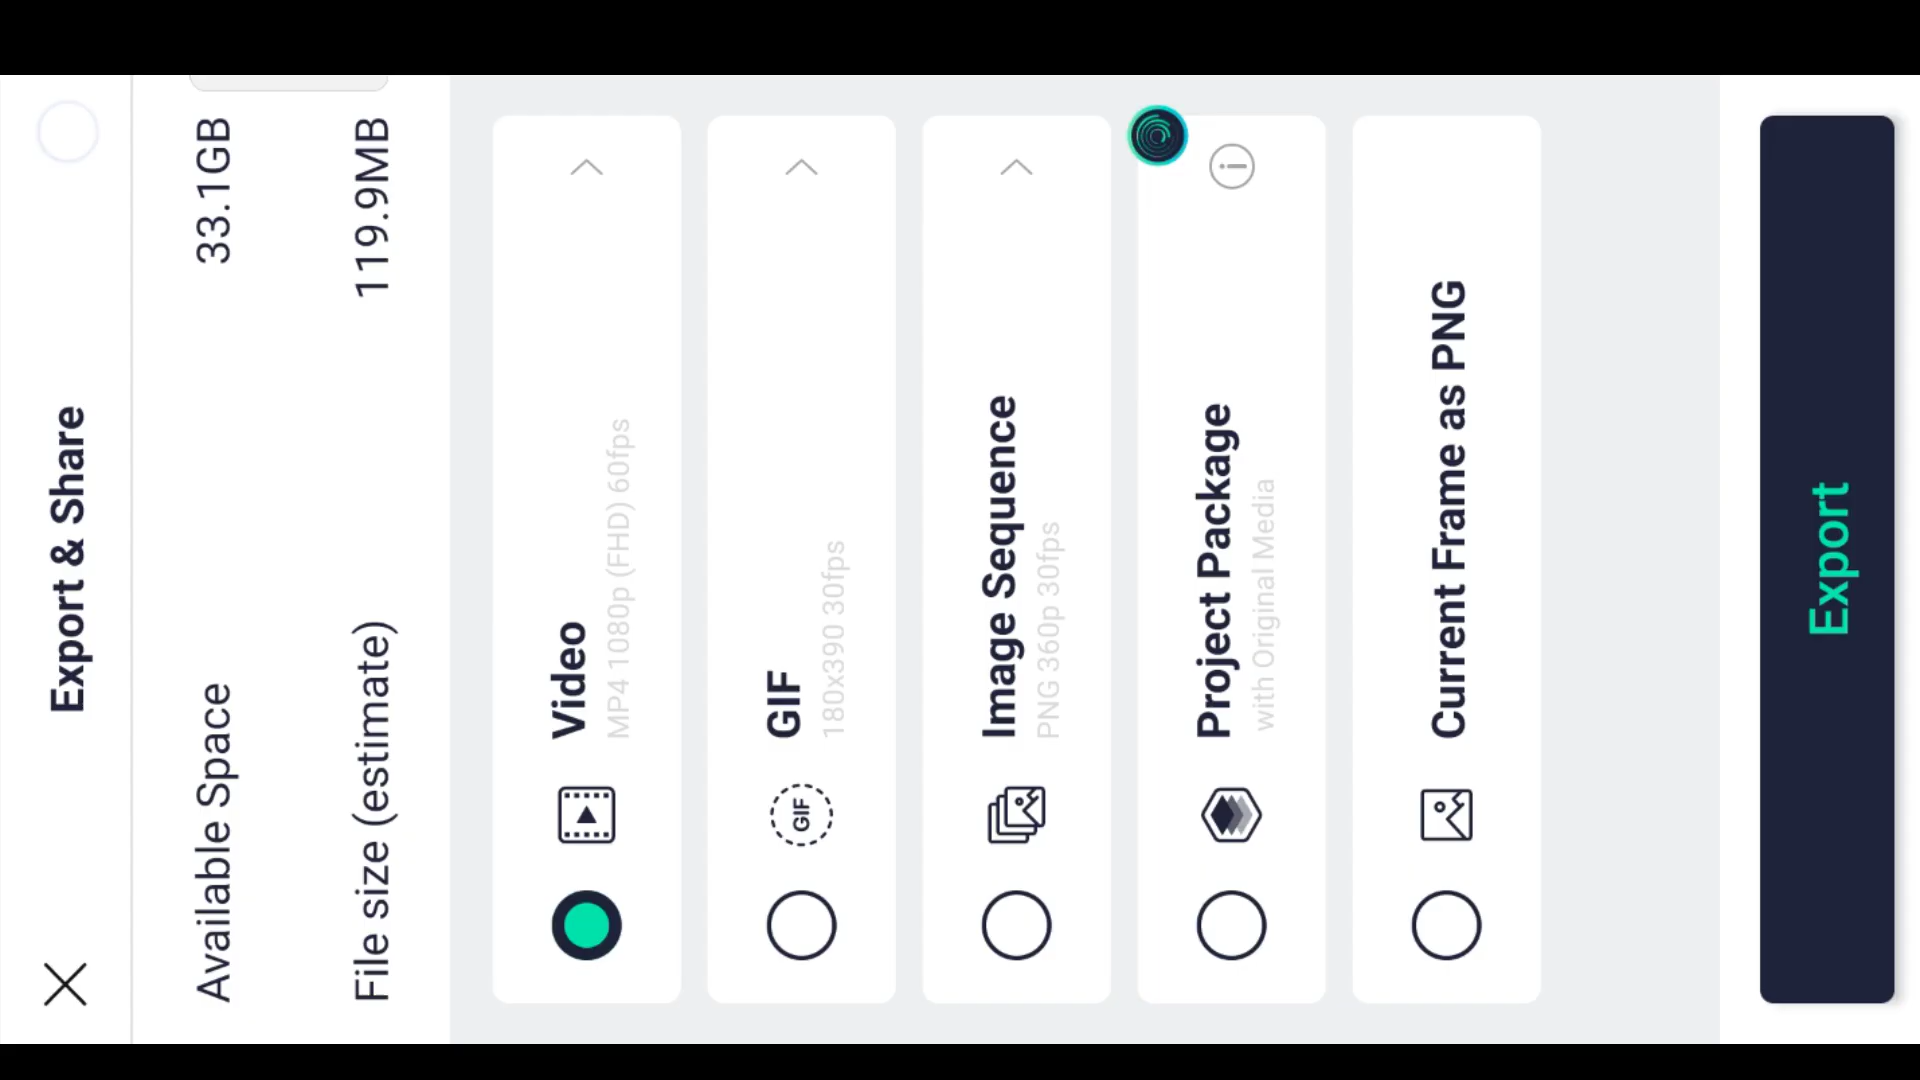 Export & Share
Available Space 33.1GB
File size (estimate) 119.9MB
Video
MP4 1080p (FHD) 60fps
GIF
GIF
180x390 30fps
Image Sequence
PNG 360p 30fps
Project Package
with Original Media
Current Frame as PNG
Export